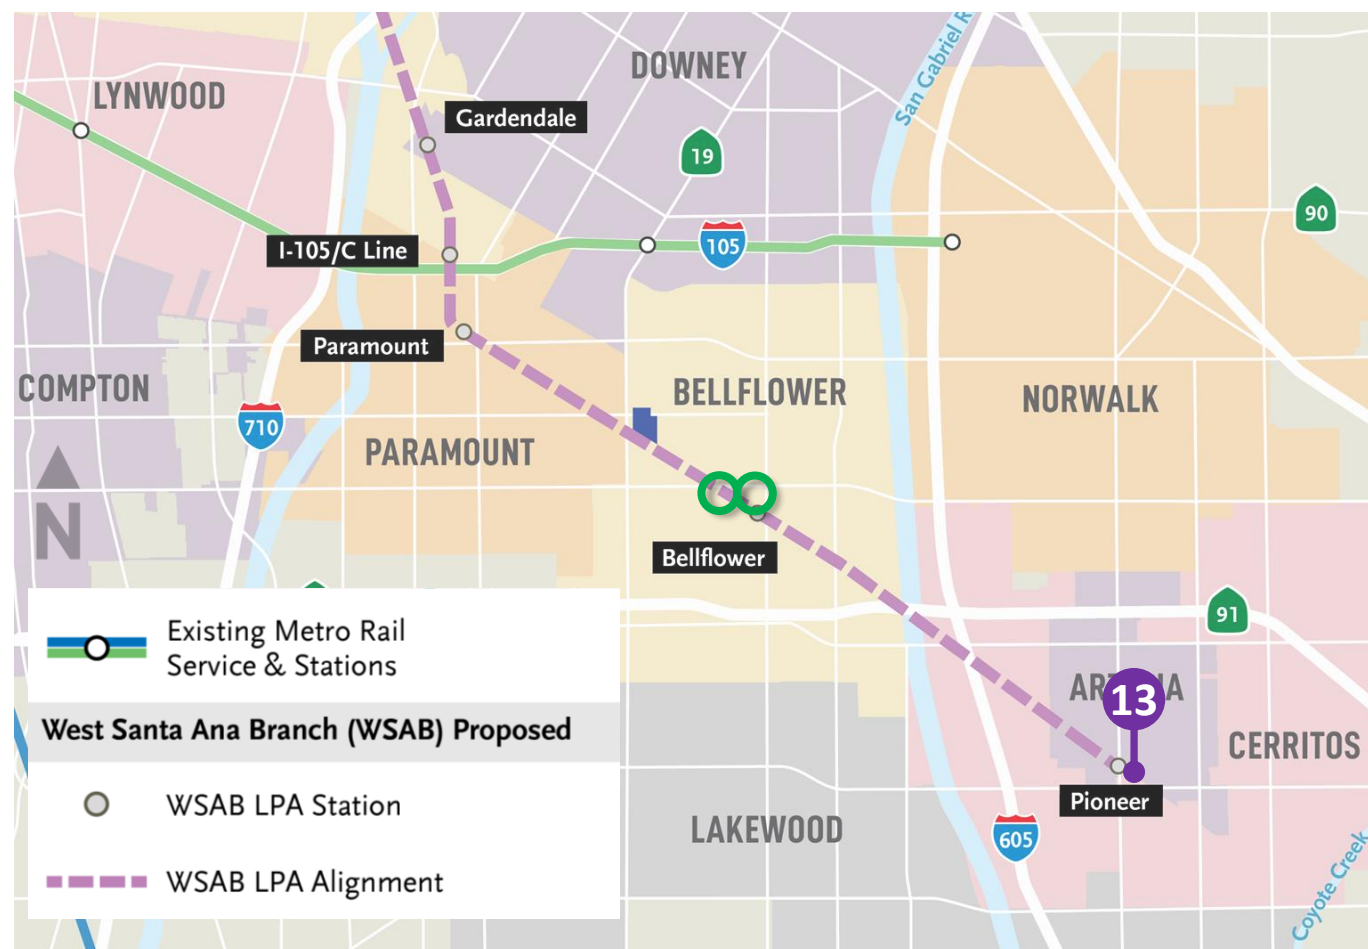 DOWNEY
LYNWOOD
San Gabriel R
Gardendale
19
90
I-105/C Line
105
Paramount
COMPTON
BELLFLOWER
NORWALK
710
PARAMOUNT
N
Bellflower
91
Existing Metro Rail
Service & Stations
13
West Santa Ana Branch (WSAB) Proposed
CERRITOS
WSAB LPA Station
Pioneer
LAKEWOOD
605
WSAB LPA Alignment
Coyote Creek